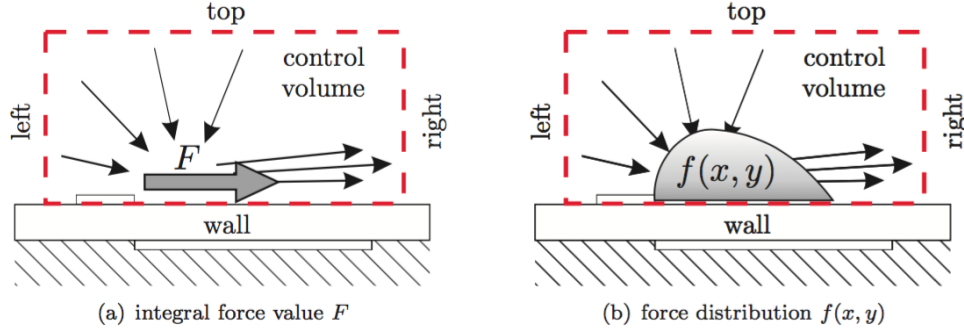 top
control
volume
left
right
F
wall
(a) integral force value F
top
control
volume
left
right
f(x, y)
wall
(b) force distribution f(x, y)